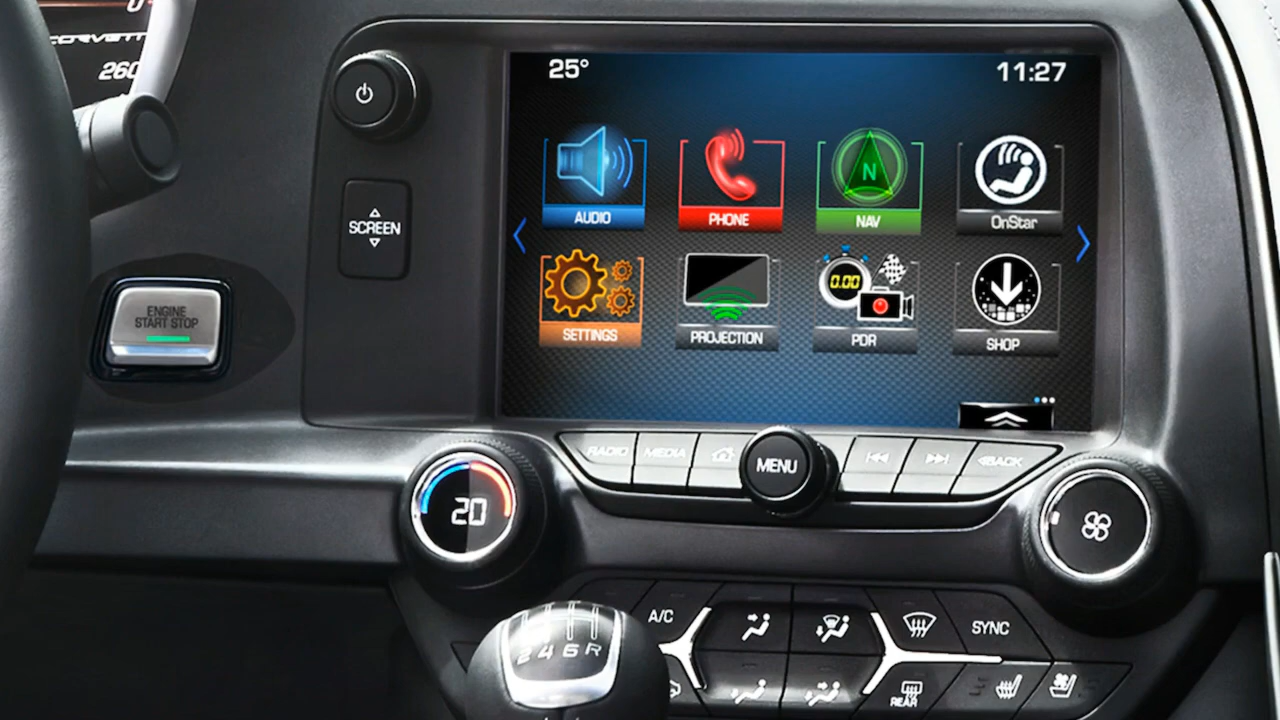 0
CORVETTE
260
25°
11:27
SCREEN
AUDIO
PHONE
N
NAV
OnStar
0.00
SETTINGS
PROJECTION
PDR
SHOP
ENGINE
START STOP
RADIO
MEDIA
MENU
BACK
20
A/C
SYNC
2 4 6 R
REAR